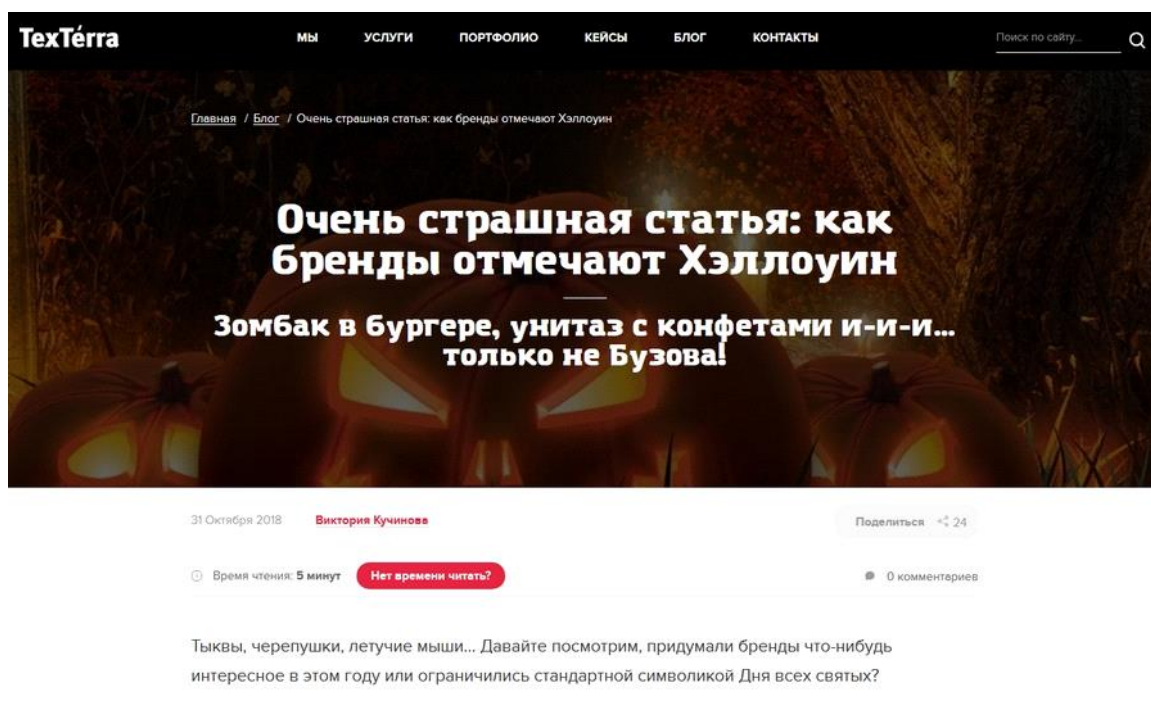 TexTérra
МЫ УСЛУГИ ПОРТФОЛИО КЕЙСЫ БЛОГ КОНТАКТЫ
Поиск по сайту...
Главная / Блог / Очень страшная статья: как бренды отмечают Хэллоуин
Очень страшная статья: как
бренды отмечают Хэллоуин
Зомбак в бургере, унитаз с конфетами и-и-и...
только не Бузова!
31 Октября 2018 Виктория Кучинова
Поделиться 24
Время чтения: 5 минут Нет времени читать?
0 комментариев
Тыквы, черепушки, летучие мыши... Давайте посмотрим, придумали бренды что-нибудь
интересное в этом году или ограничились стандартной символикой Дня всех святых?